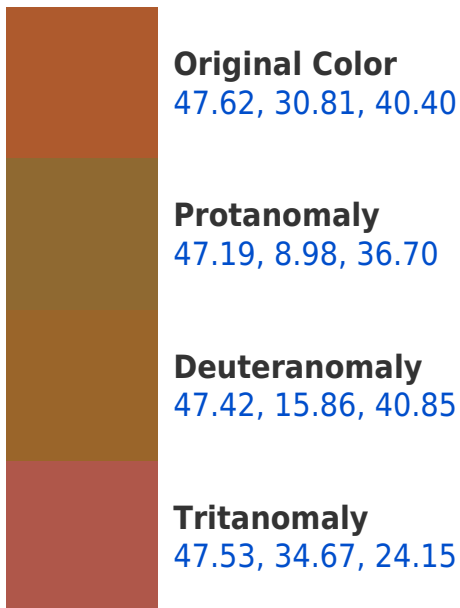 Original Color
47.62, 30.81, 40.40
Protanomaly
47.19, 8.98, 36.70
Deuteranomaly
47.42, 15.86, 40.85
Tritanomaly
47.53, 34.67, 24.15